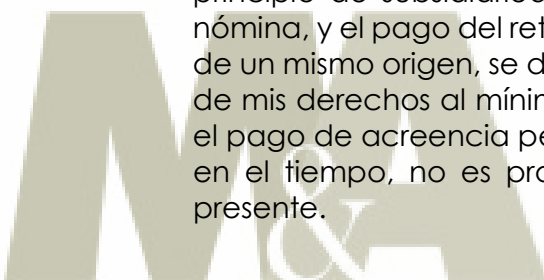 principio de subsidiaried
nómina, y el pago del ret
de un mismo origen, se d
de mis derechos al mínin
el pago de acreencia pe
en el tiempo, no es pro
presente.
M&A